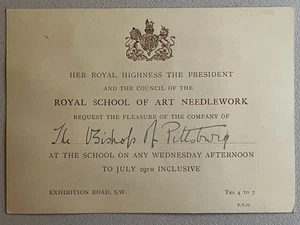 HER ROYAL HIGHNESS THE PRESIDENT
AND THE COUNCIL OF THE
ROYAL SCHOOL OF ART NEEDLEWORK
REQUEST THE PLEASURE OF THE COMPANY OF
The Bishop of Pittsburg
AT THE SCHOOL ON ANY WEDNESDAY AFTERNOON
TO JULY 29TH INCLUSIVE
EXHIBITION ROAD, S.W. TEA 4 TO 7
P.T.O.